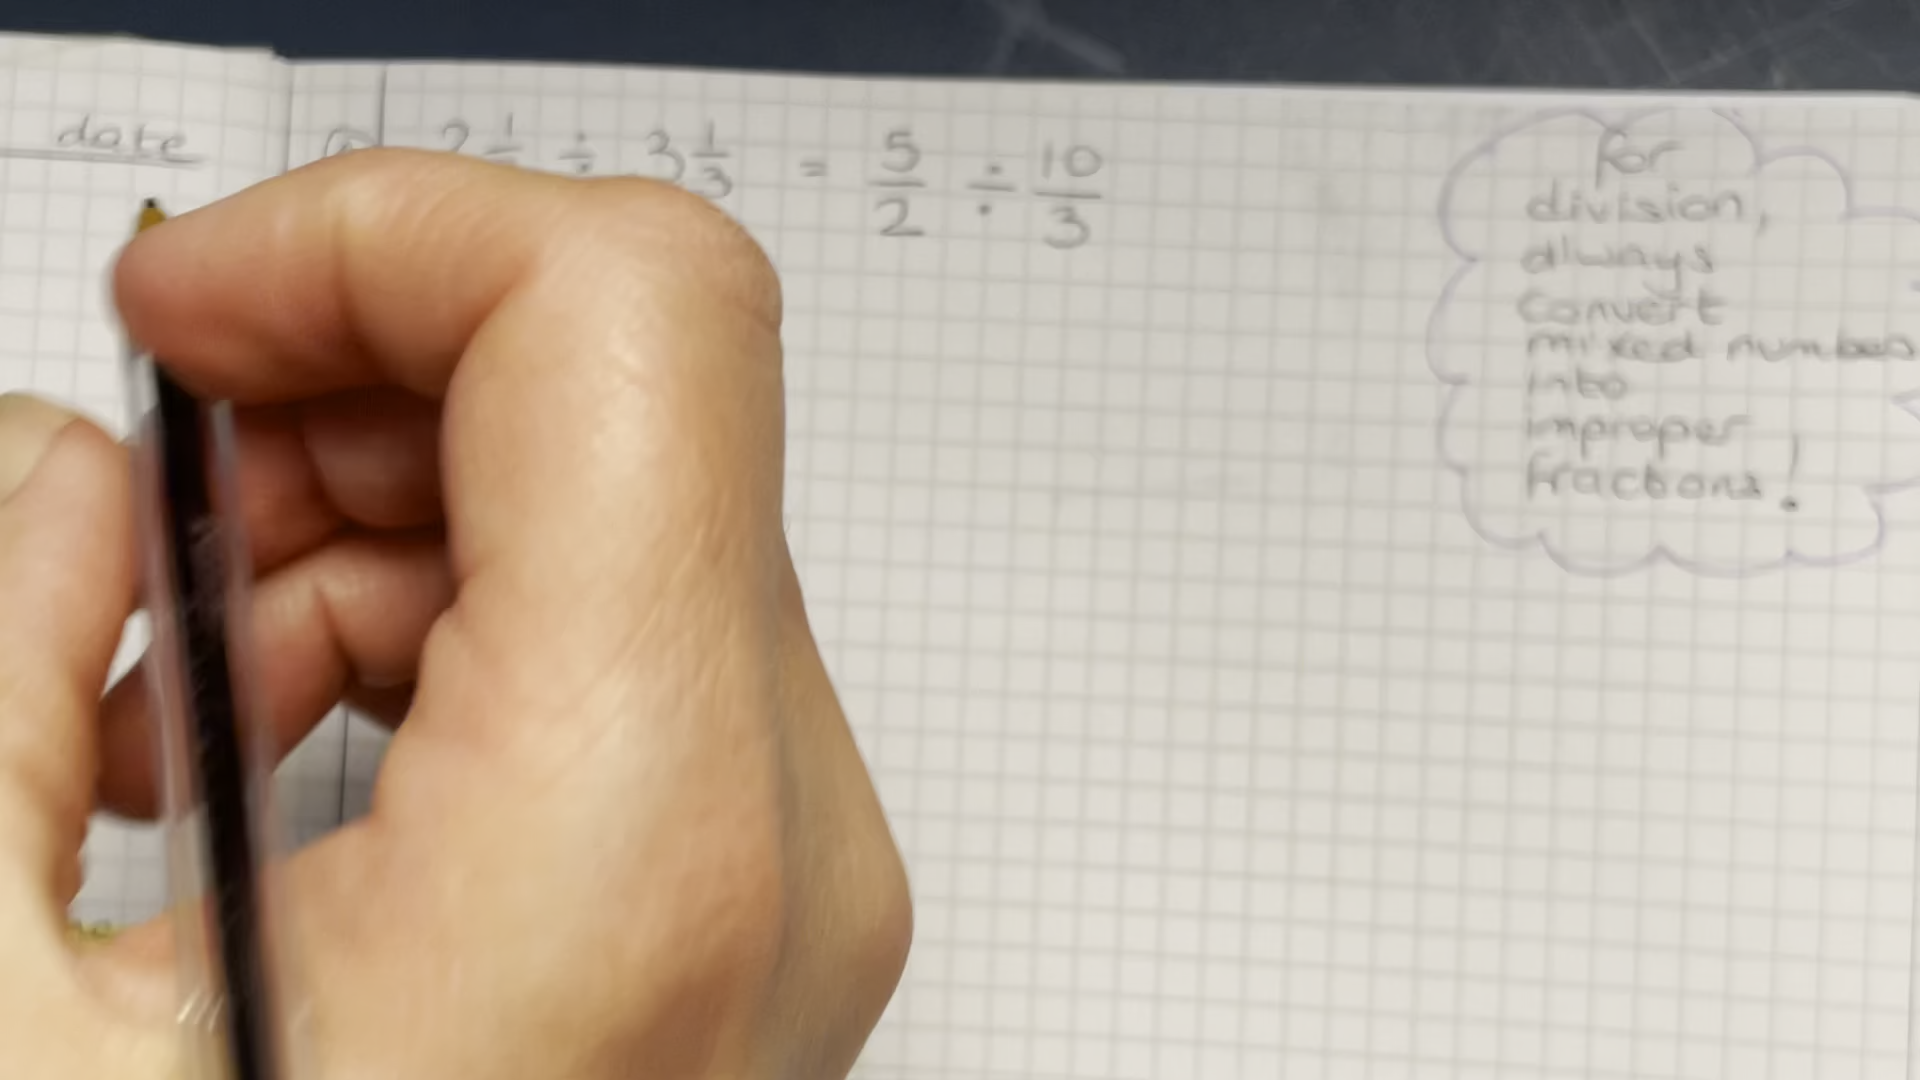 date
a) 2 1/ ÷ 3 1/3 = 5/2 ÷ 10/3
for
division,
always
convert
mixed numbers
into
improper
fractions!